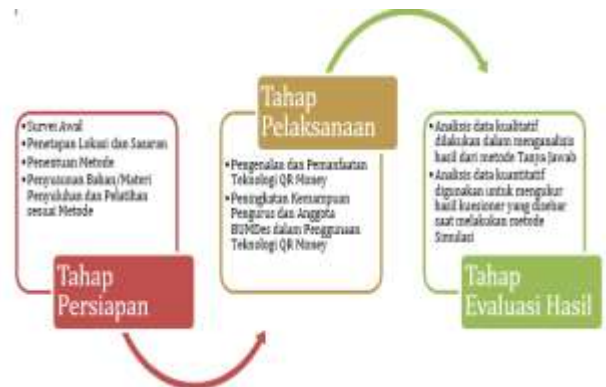 • Survei Awal
• Penetapan Lokasi dan Sasaran
• Penentuan Metode
• Penyusunan Bahan/Materi
Penyuluhan dan Pelatihan
sesuai Metode
Tahap
Persiapan
Tahap
Pelaksanaan
• Pengenalan dan Pemanfaatan
Teknologi QR Money
• Peningkatan Kemampuan
Pengurus dan Anggota
BUMDes dalam Penggunaan
Teknologi QR Money
• Analisis data kualitatif
dilakukan dalam menganalisis
hasil dari metode Tanya Jawab
• Analisis data kuantitatif
digunakan untuk mengukur
hasil kuesioner yang disebar
saat melakukan metode
Simulasi
Tahap
Evaluasi Hasil